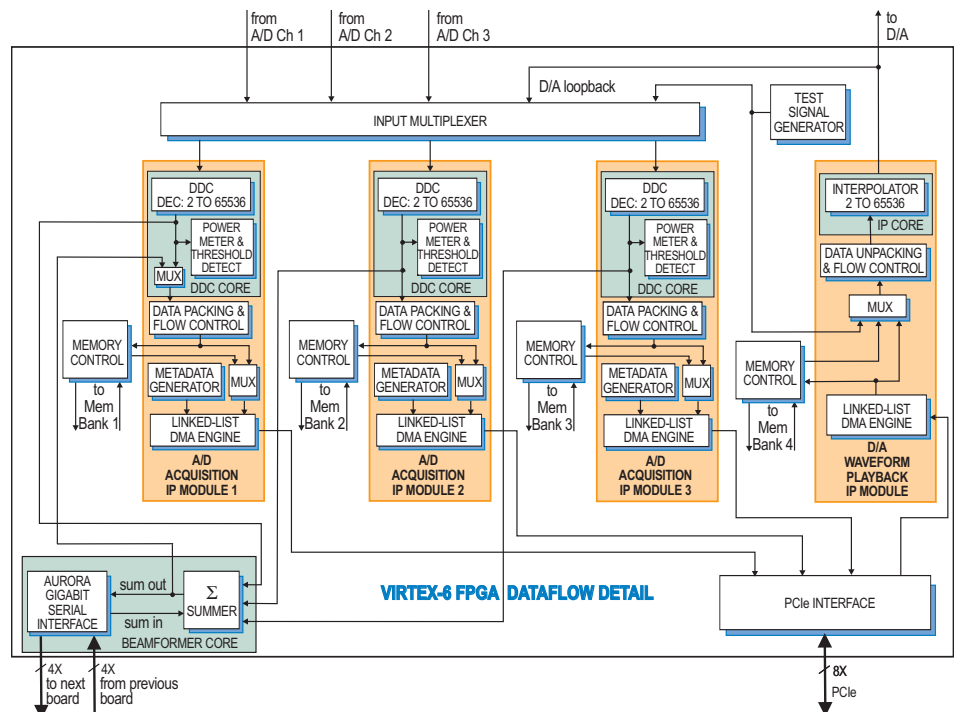 from
A/D Ch 1
from
A/D Ch 2
from
A/D Ch 3
to
D/A
D/A loopback
INPUT MULTIPLEXER
TEST
SIGNAL
GENERATOR
DDC
DEC: 2 TO 65536
POWER
METER &
THRESHOLD
DETECT
MUX
DDC CORE
DATA PACKING &
FLOW CONTROL
MEMORY
CONTROL
METADATA
GENERATOR
MUX
to
Mem
Bank 1
LINKED-LIST
DMA ENGINE
A/D
ACQUISITION
IP MODULE 1
DDC
DEC: 2 TO 65536
POWER
METER &
THRESHOLD
DETECT
DDC CORE
DATA PACKING &
FLOW CONTROL
MEMORY
CONTROL
METADATA
GENERATOR
MUX
to
Mem
Bank 2
LINKED-LIST
DMA ENGINE
A/D
ACQUISITION
IP MODULE 2
DDC
DEC: 2 TO 65536
POWER
METER &
THRESHOLD
DETECT
DDC CORE
DATA PACKING &
FLOW CONTROL
MEMORY
CONTROL
METADATA
GENERATOR
MUX
to
Mem
Bank 3
LINKED-LIST
DMA ENGINE
A/D
ACQUISITION
IP MODULE 3
INTERPOLATOR
2 TO 65536
IP CORE
DATA UNPACKING
& FLOW CONTROL
MUX
MEMORY
CONTROL
to
Mem
Bank 4
LINKED-LIST
DMA ENGINE
D/A
WAVEFORM
PLAYBACK
IP MODULE
AURORA
GIGABIT
SERIAL
INTERFACE
sum out
sum in
Σ
SUMMER
BEAMFORMER CORE
VIRTEX-6 FPGA DATAFLOW DETAIL
PCIe INTERFACE
4X
to next
board
4X
from previous
board
8X
PCIe